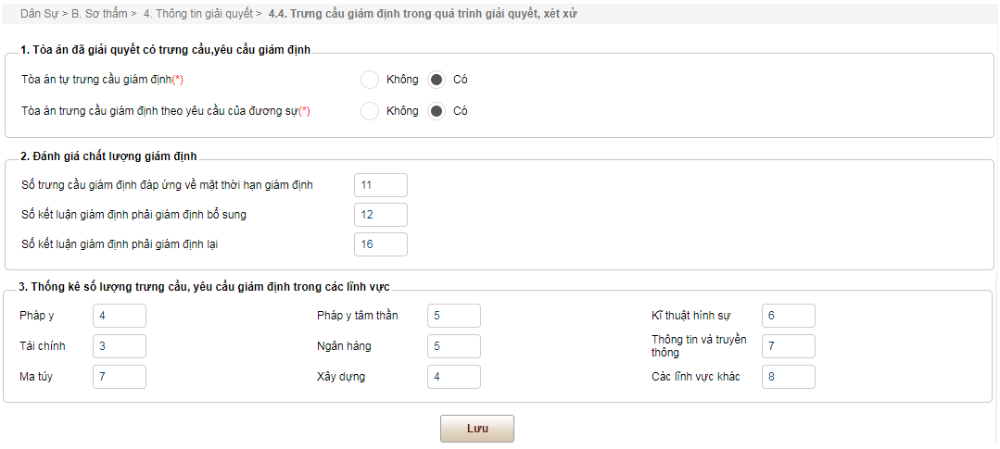 Dân Sự > B. Sơ thẩm > 4. Thông tin giải quyết > 4.4. Trưng cầu giám định trong quá trình giải quyết, xét xử
1. Tòa án đã giải quyết có trưng cầu,yêu cầu giám định
Tòa án tự trưng cầu giám định(*) Không Có
Tòa án trưng cầu giám định theo yêu cầu của đương sự(*) Không Có
2. Đánh giá chất lượng giám định
Số trưng cầu giám định đáp ứng về mặt thời hạn giám định 11
Số kết luận giám định phải giám định bổ sung 12
Số kết luận giám định phải giám định lại 16
3. Thống kê số lượng trưng cầu, yêu cầu giám định trong các lĩnh vực
Pháp y 4 Pháp y tâm thần 5 Kĩ thuật hình sự 6
Tài chính 3 Ngân hàng 5 Thông tin và truyền
thông 7
Ma túy 7 Xây dựng 4 Các lĩnh vực khác 8
Lưu